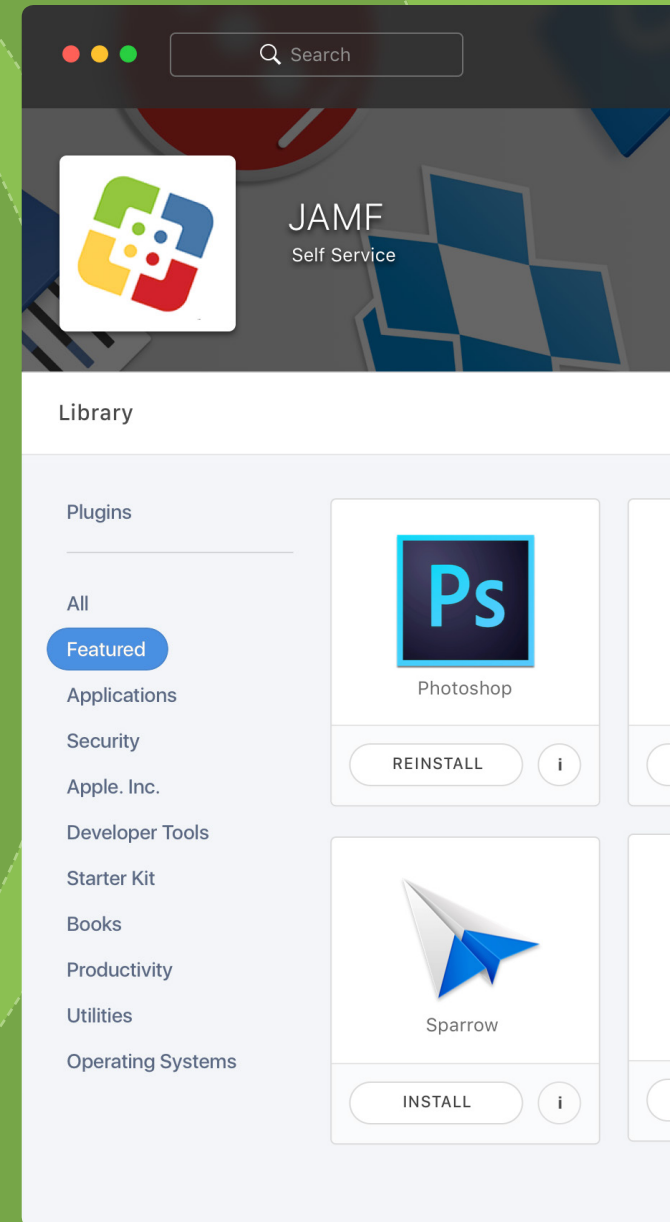 Search
JAMF
Self Service
Library
Plugins
All
Featured
Applications
Security
Apple. Inc.
Developer Tools
Starter Kit
Books
Productivity
Utilities
Operating Systems
Ps
Photoshop
REINSTALL
i
Sparrow
INSTALL
i